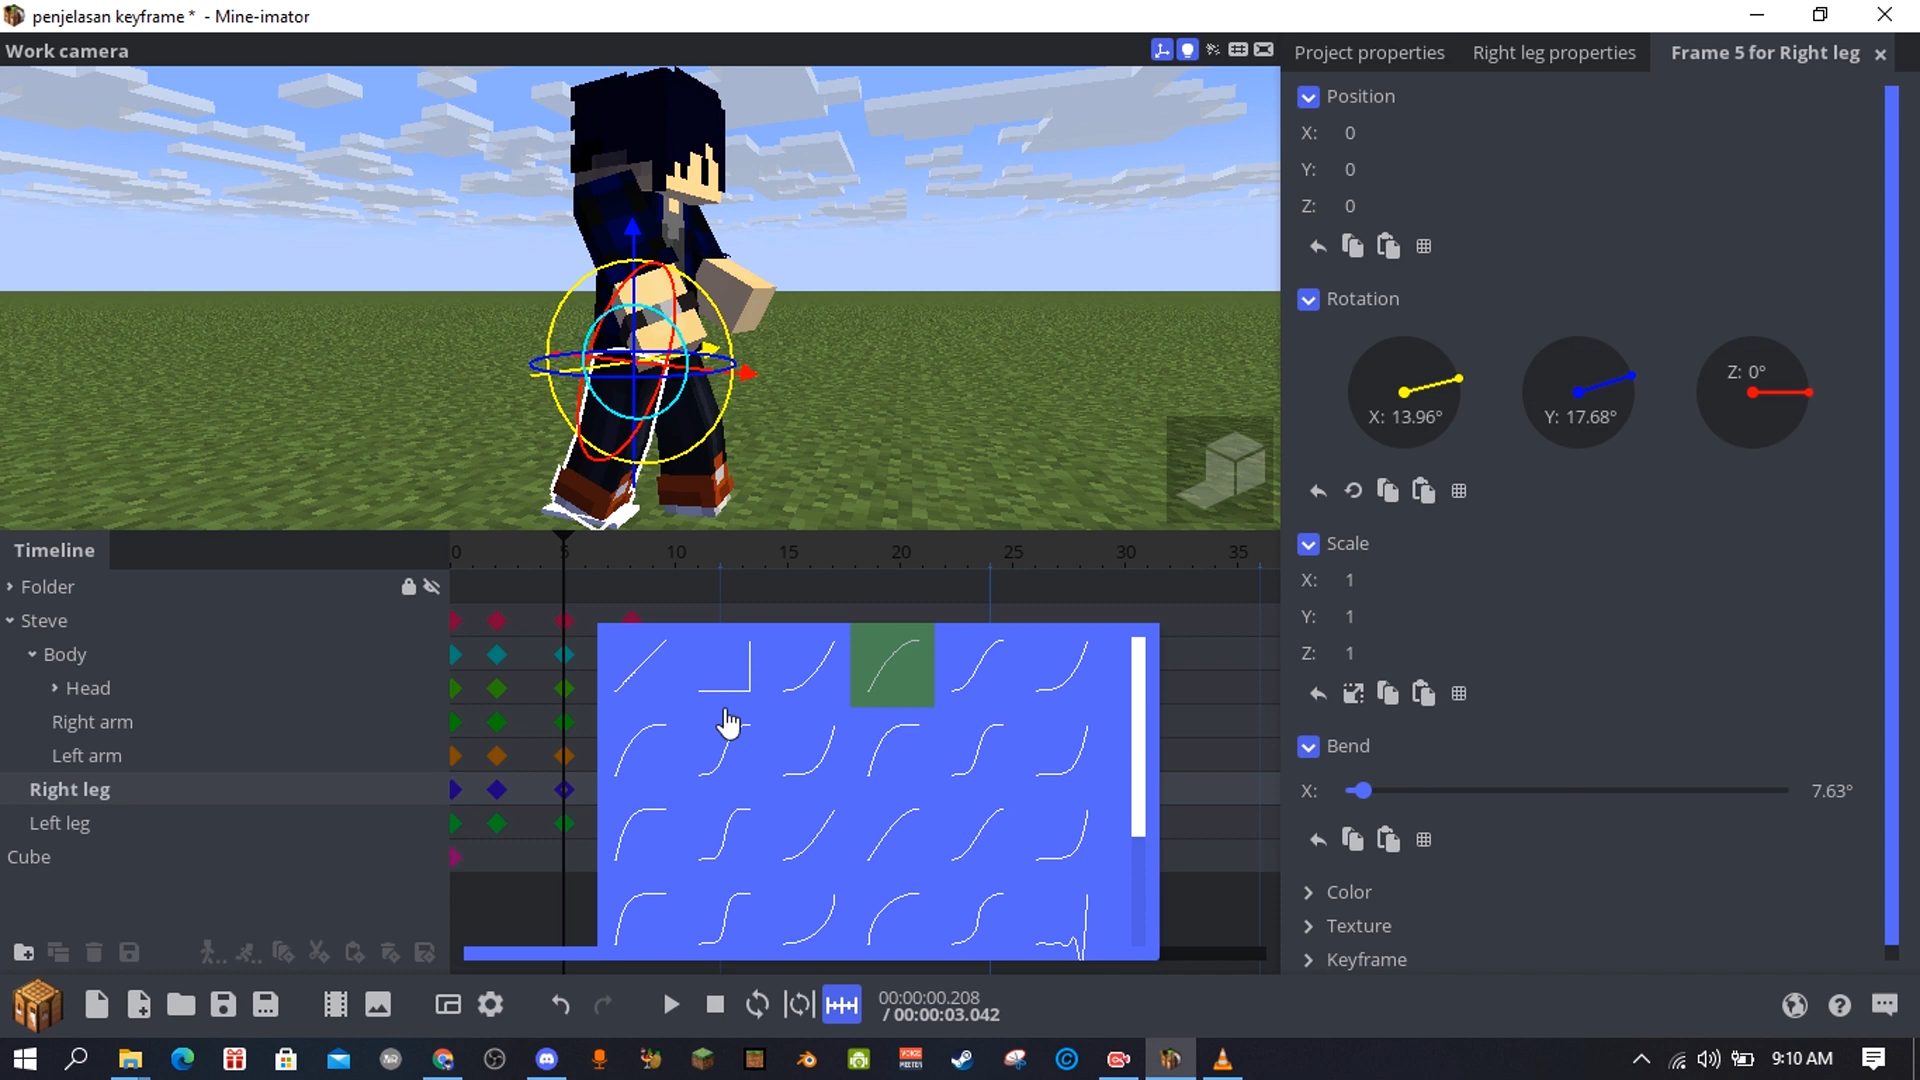 penjelasan keyframe * - Mine-imator
Work camera
Project properties
Right leg properties
Frame 5 for Right leg
Position
X: 0
Y: 0
Z: 0
Rotation
X: 13.96°
Y: 17.68°
Z: 0°
Scale
X: 1
Y: 1
Z: 1
Bend
X: 7.63°
Color
Texture
Keyframe
Timeline
0 5 10 15 20 25 30 35
Folder
Steve
Body
Head
Right arm
Left arm
Right leg
Left leg
Cube
00:00:00.208
/ 00:00:03.042
9:10 AM